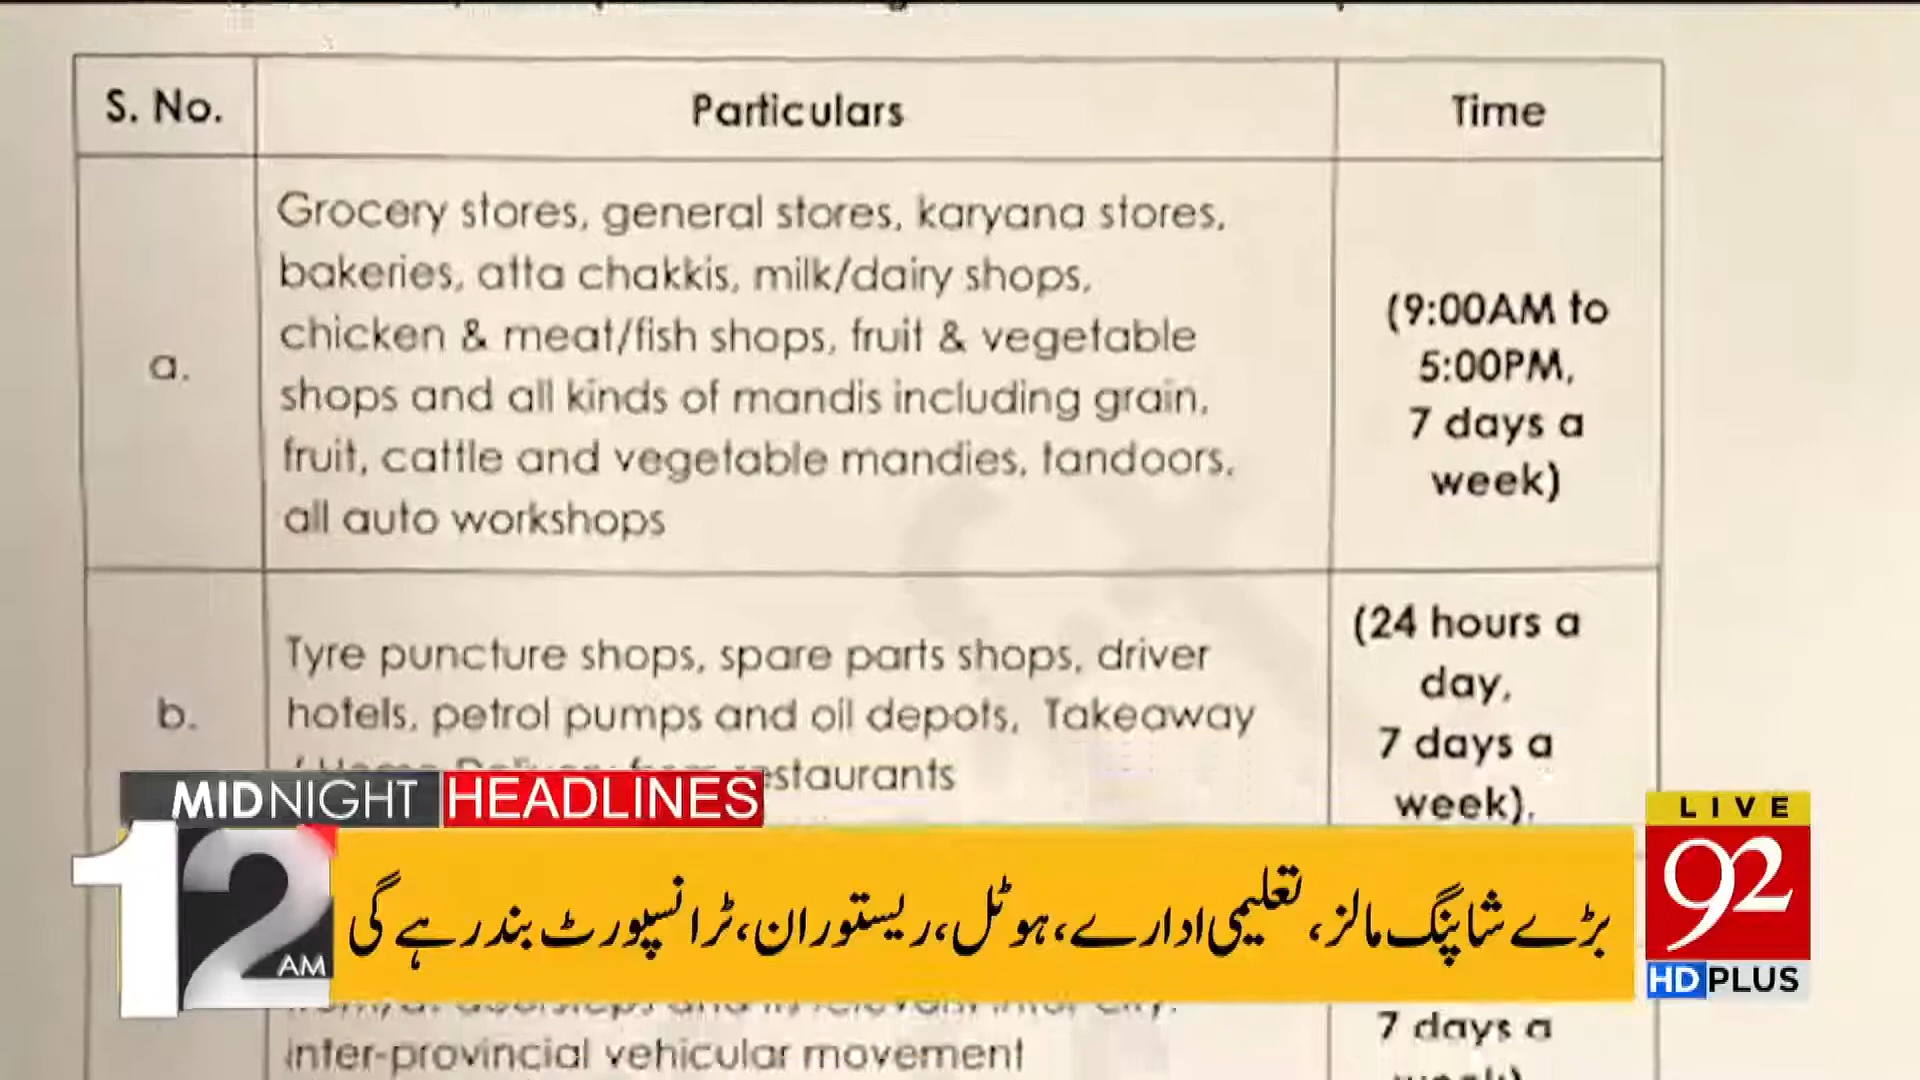 S. No.
Particulars
Time
a.
Grocery stores, general stores, karyana stores,
bakeries, atta chakkis, milk/dairy shops,
chicken & meat/fish shops, fruit & vegetable
shops and all kinds of mandis including grain,
fruit, cattle and vegetable mandies, tandoors,
all auto workshops
(9:00AM to
5:00PM,
7 days a
week)
b.
Tyre puncture shops, spare parts shops, driver
hotels, petrol pumps and oil depots, Takeaway
restaurants
(24 hours a
day,
7 days a
week).
inter-provincial vehicular movement
7 days a
MIDNIGHT HEADLINES
12
AM
بڑے شاپنگ مالز، تعلیمی ادارے، ہوٹل، ریستوران، ٹرانسپورٹ بند رہے گی
LIVE
92
HD PLUS